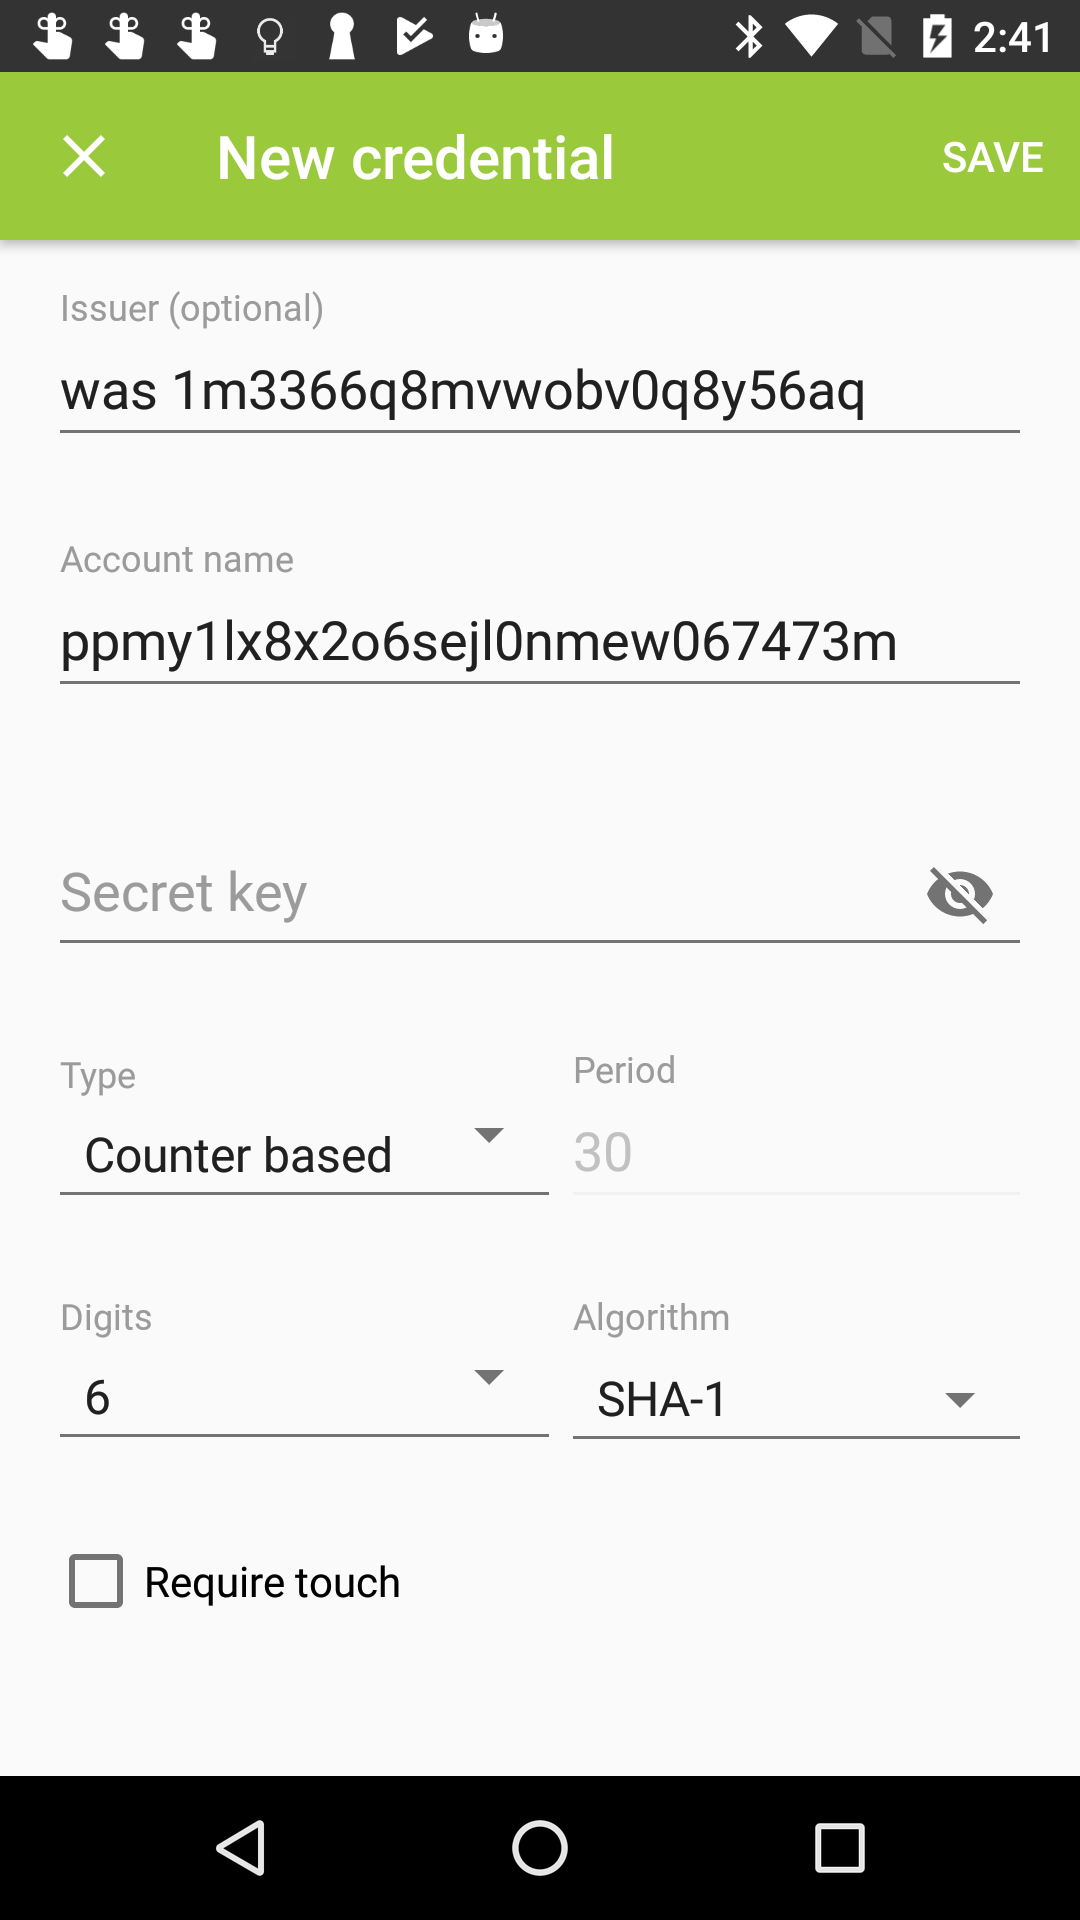 2:41
New credential
SAVE
Issuer (optional)
was 1m3366q8mvwobv0q8y56aq
Account name
ppmy1lx8x2o6sejl0nmew067473m
Secret key
Type
Period
Counter based
30
Digits
Algorithm
6
SHA-1
Require touch